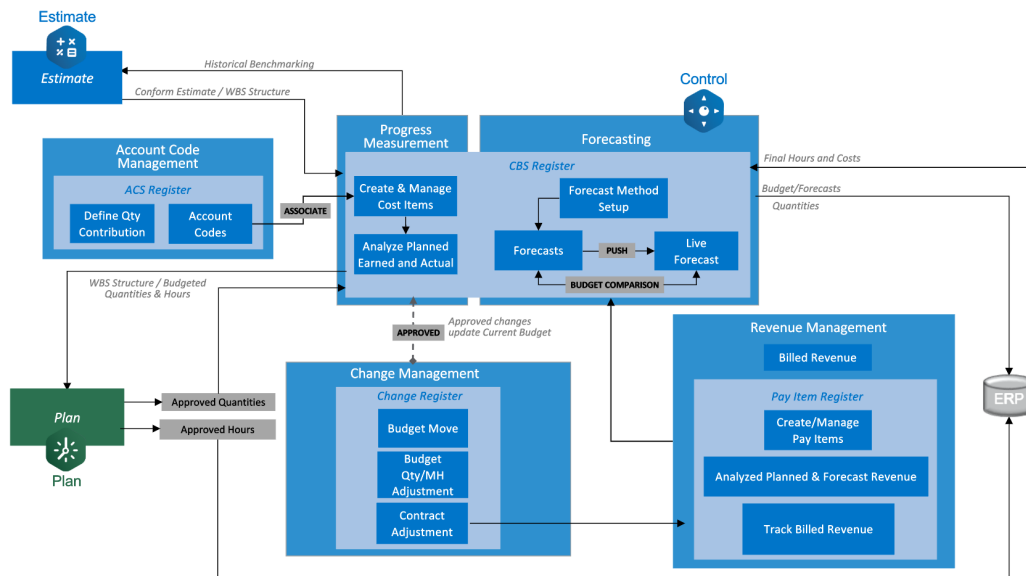 Estimate
Estimate
Historical Benchmarking
Conform Estimate / WBS Structure
Control
Account Code
Management
ACS Register
Define Qty
Contribution
Account
Codes
ASSOCIATE
Progress
Measurement
Forecasting
CBS Register
Create & Manage
Cost Items
Analyze Planned
Earned and Actual
Forecast Method
Setup
Forecasts
PUSH
Live
Forecast
BUDGET COMPARISON
Final Hours and Costs
Budget/Forecasts
Quantities
WBS Structure / Budgeted
Quantities & Hours
APPROVED
Approved changes
update Current Budget
Plan
Plan
Approved Quantities
Approved Hours
Change Management
Change Register
Budget Move
Budget
Qty/MH
Adjustment
Contract
Adjustment
Revenue Management
Billed Revenue
Pay Item Register
Create/Manage
Pay Items
Analyzed Planned & Forecast Revenue
Track Billed Revenue
ERP